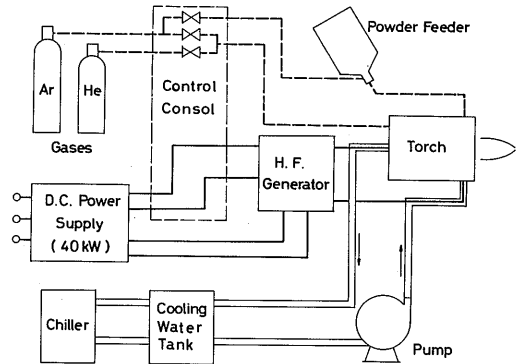 Powder Feeder
Ar
He
Control
Consol
Gases
Torch
H. F.
Generator
D.C. Power
Supply
( 40 kW )
Chiller
Cooling
Water
Tank
Pump